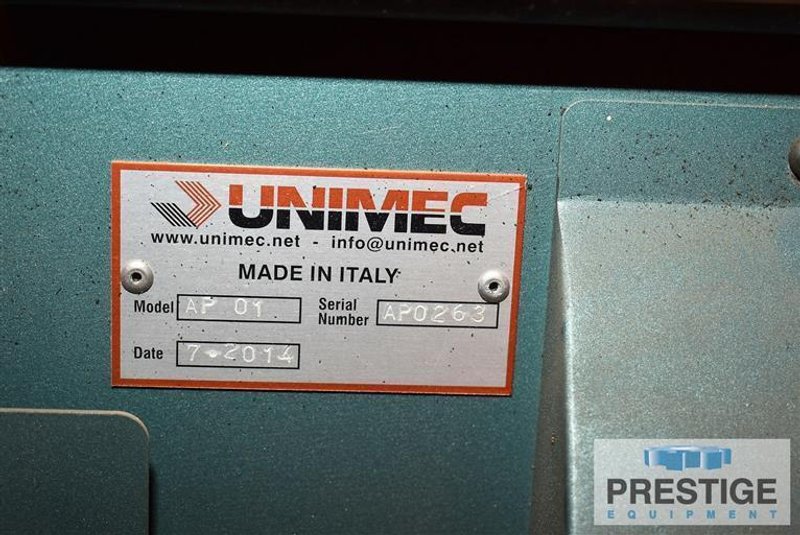 UNIMEC
www.unimec.net - info@unimec.net
MADE IN ITALY
Model AP 01 Serial Number AP0263
Date 7-2014
PRESTIGE
EQUIPMENT